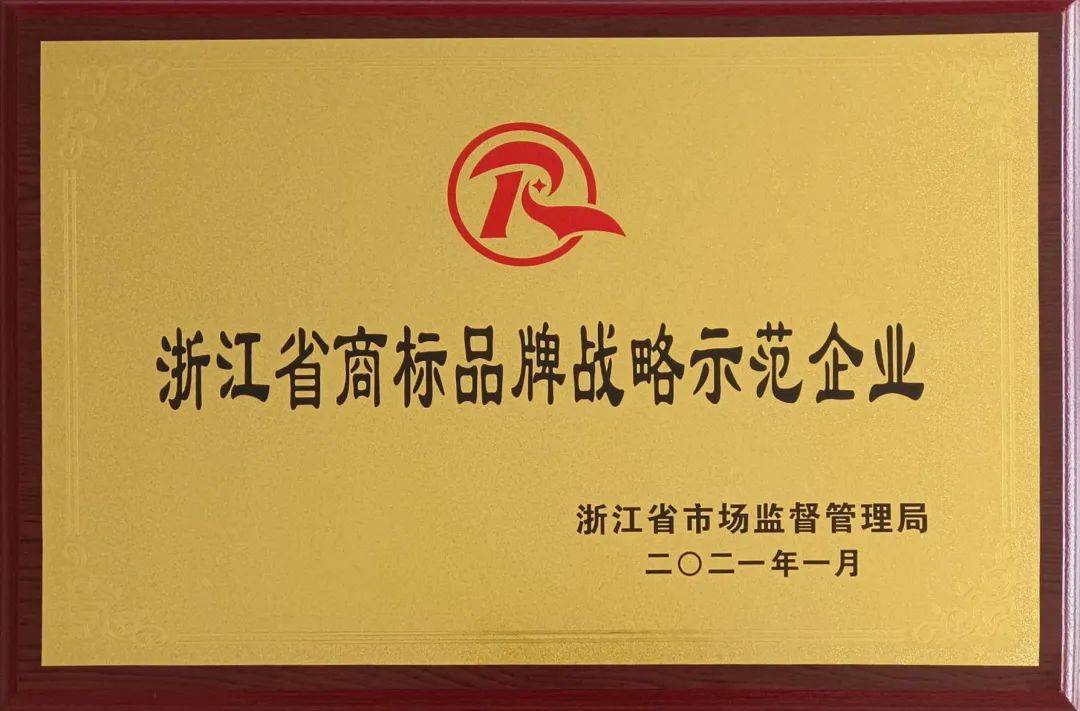 浙江省商标品牌战略示范企业
浙江省市场监督管理局
二〇二一年一月